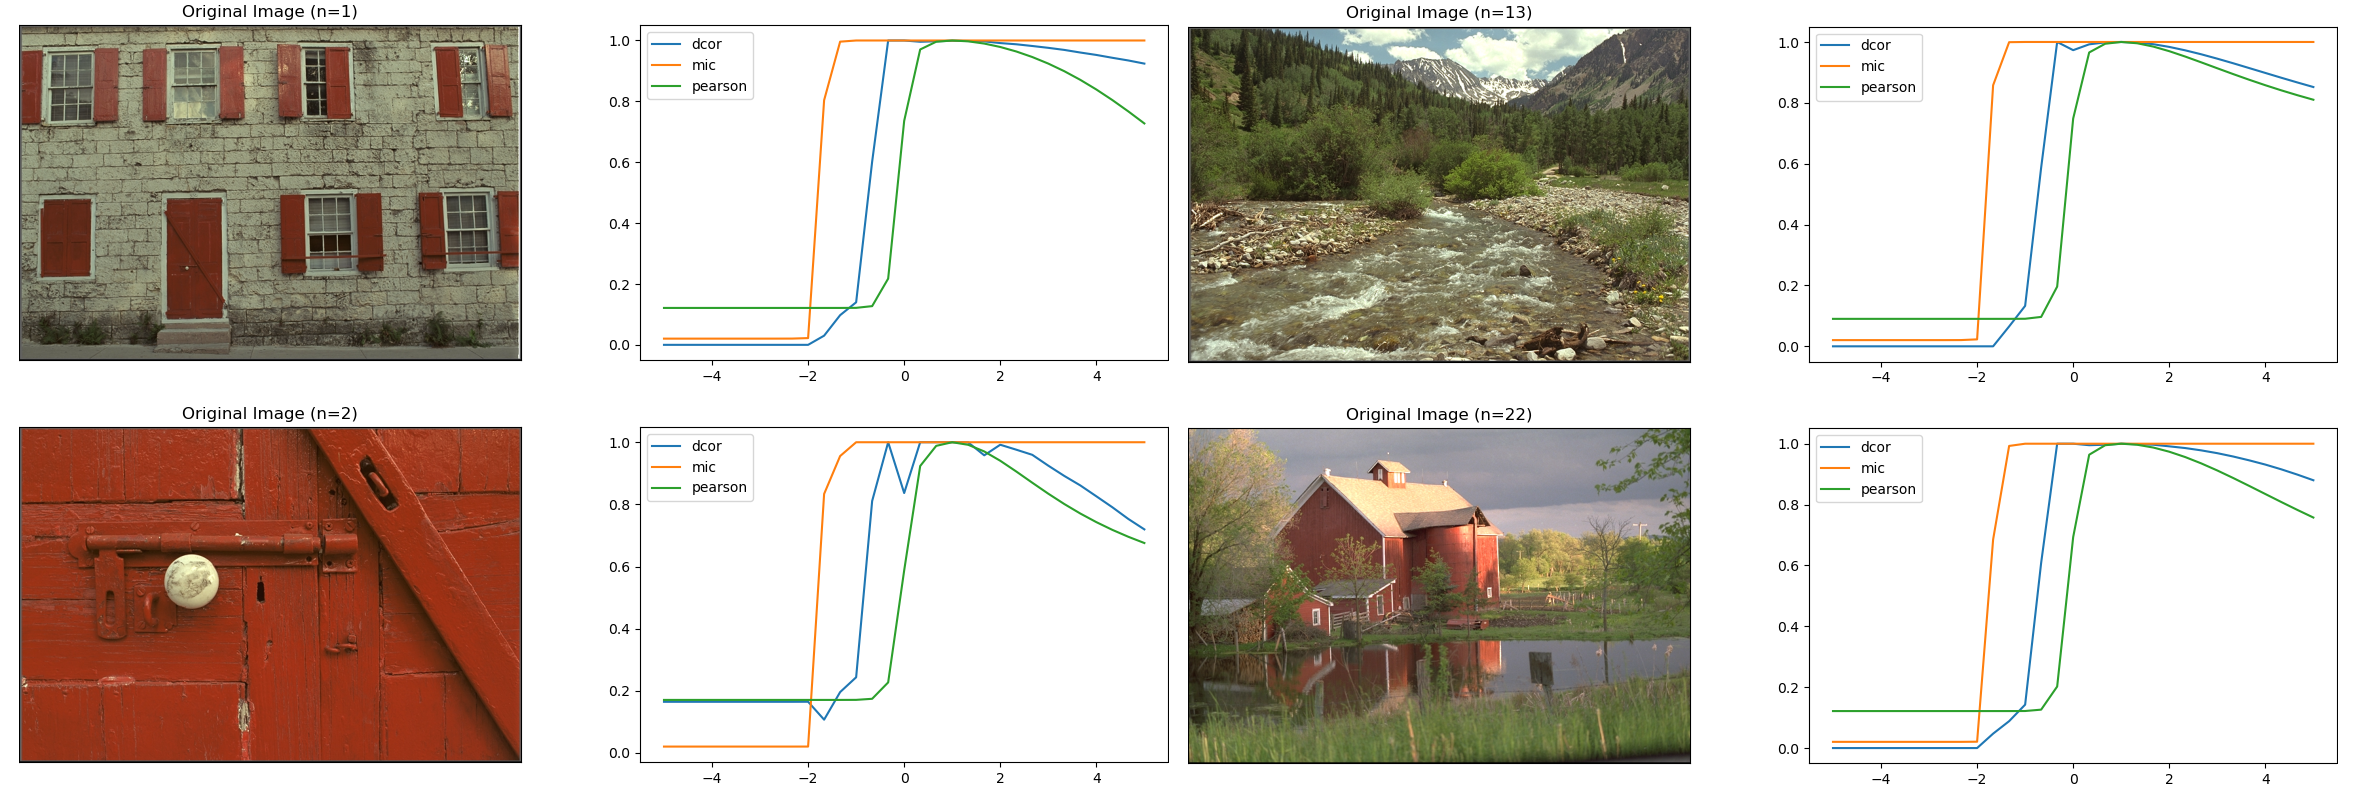 Original Image (n=1)
dcor
mic
pearson
1.0
0.8
0.6
0.4
0.2
0.0
−4
−2
0
2
4
Original Image (n=13)
dcor
mic
pearson
1.0
0.8
0.6
0.4
0.2
0.0
−4
−2
0
2
4
Original Image (n=2)
dcor
mic
pearson
1.0
0.8
0.6
0.4
0.2
0.0
−4
−2
0
2
4
Original Image (n=22)
dcor
mic
pearson
1.0
0.8
0.6
0.4
0.2
0.0
−4
−2
0
2
4